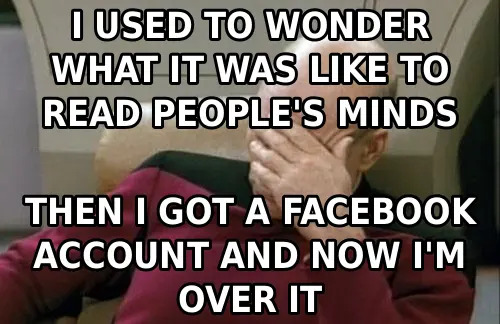 I USED TO WONDER
WHAT IT WAS LIKE TO
READ PEOPLE'S MINDS
THEN I GOT A FACEBOOK
ACCOUNT AND NOW I'M
OVER IT